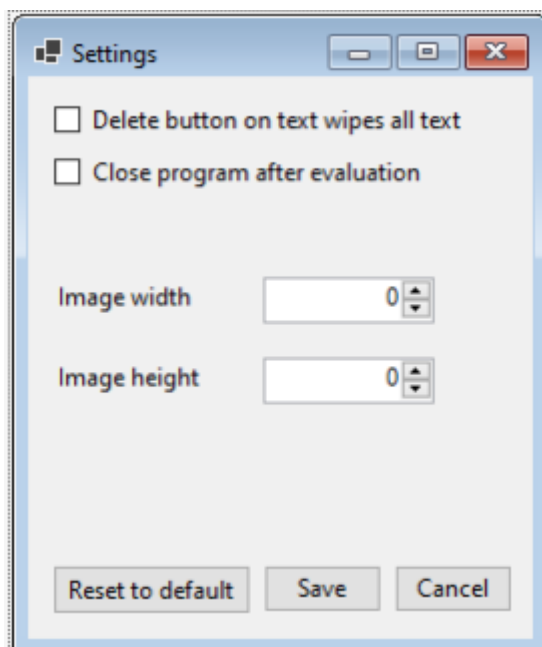 Settings
Delete button on text wipes all text
Close program after evaluation
Image width 0
Image height 0
Reset to default Save Cancel